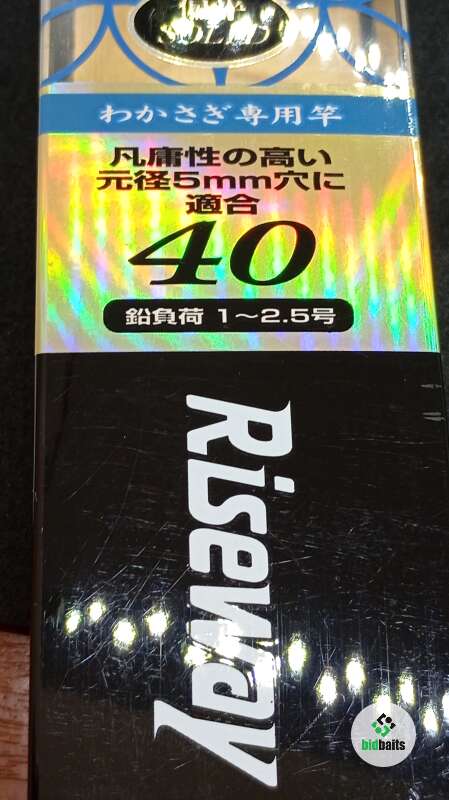 わかさぎ専用竿
凡庸性の高い
元径5mm穴に
適合
40
鉛負荷 1〜2.5号
Riseway
bidbaits